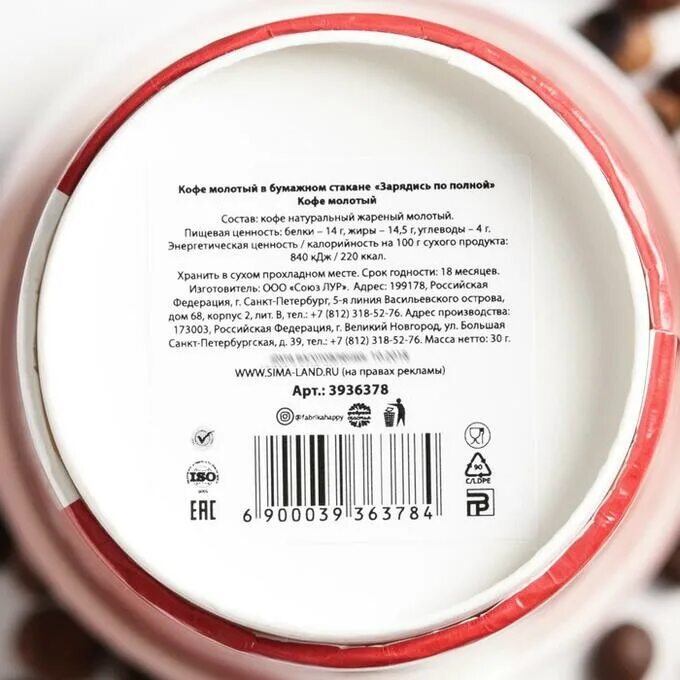 Кофе молотый в бумажном стакане «Зарядись по полной»
Кофе молотый
Состав: кофе натуральный жареный молотый.
Пищевая ценность: белки – 14 г, жиры – 14,5 г, углеводы – 4 г.
Энергетическая ценность / калорийность на 100 г сухого продукта:
840 кДж / 220 ккал.
Хранить в сухом прохладном месте. Срок годности: 18 месяцев.
Изготовитель: ООО «Союз ЛУР». Адрес: 199178, Российская
Федерация, г. Санкт-Петербург, 5-я линия Васильевского острова,
дом 68, корпус 2, лит. В, тел.: +7 (812) 318-52-76. Адрес производства:
173003, Российская Федерация, г. Великий Новгород, ул. Большая
Санкт-Петербургская, д. 39, тел.: +7 (812) 318-52-76. Масса нетто: 30 г.
WWW.SIMA-LAND.RU (на правах рекламы)
Арт.: 3936378
@fabrikahappy
ISO
EAC
6 900039 363784
90
C/LDPE